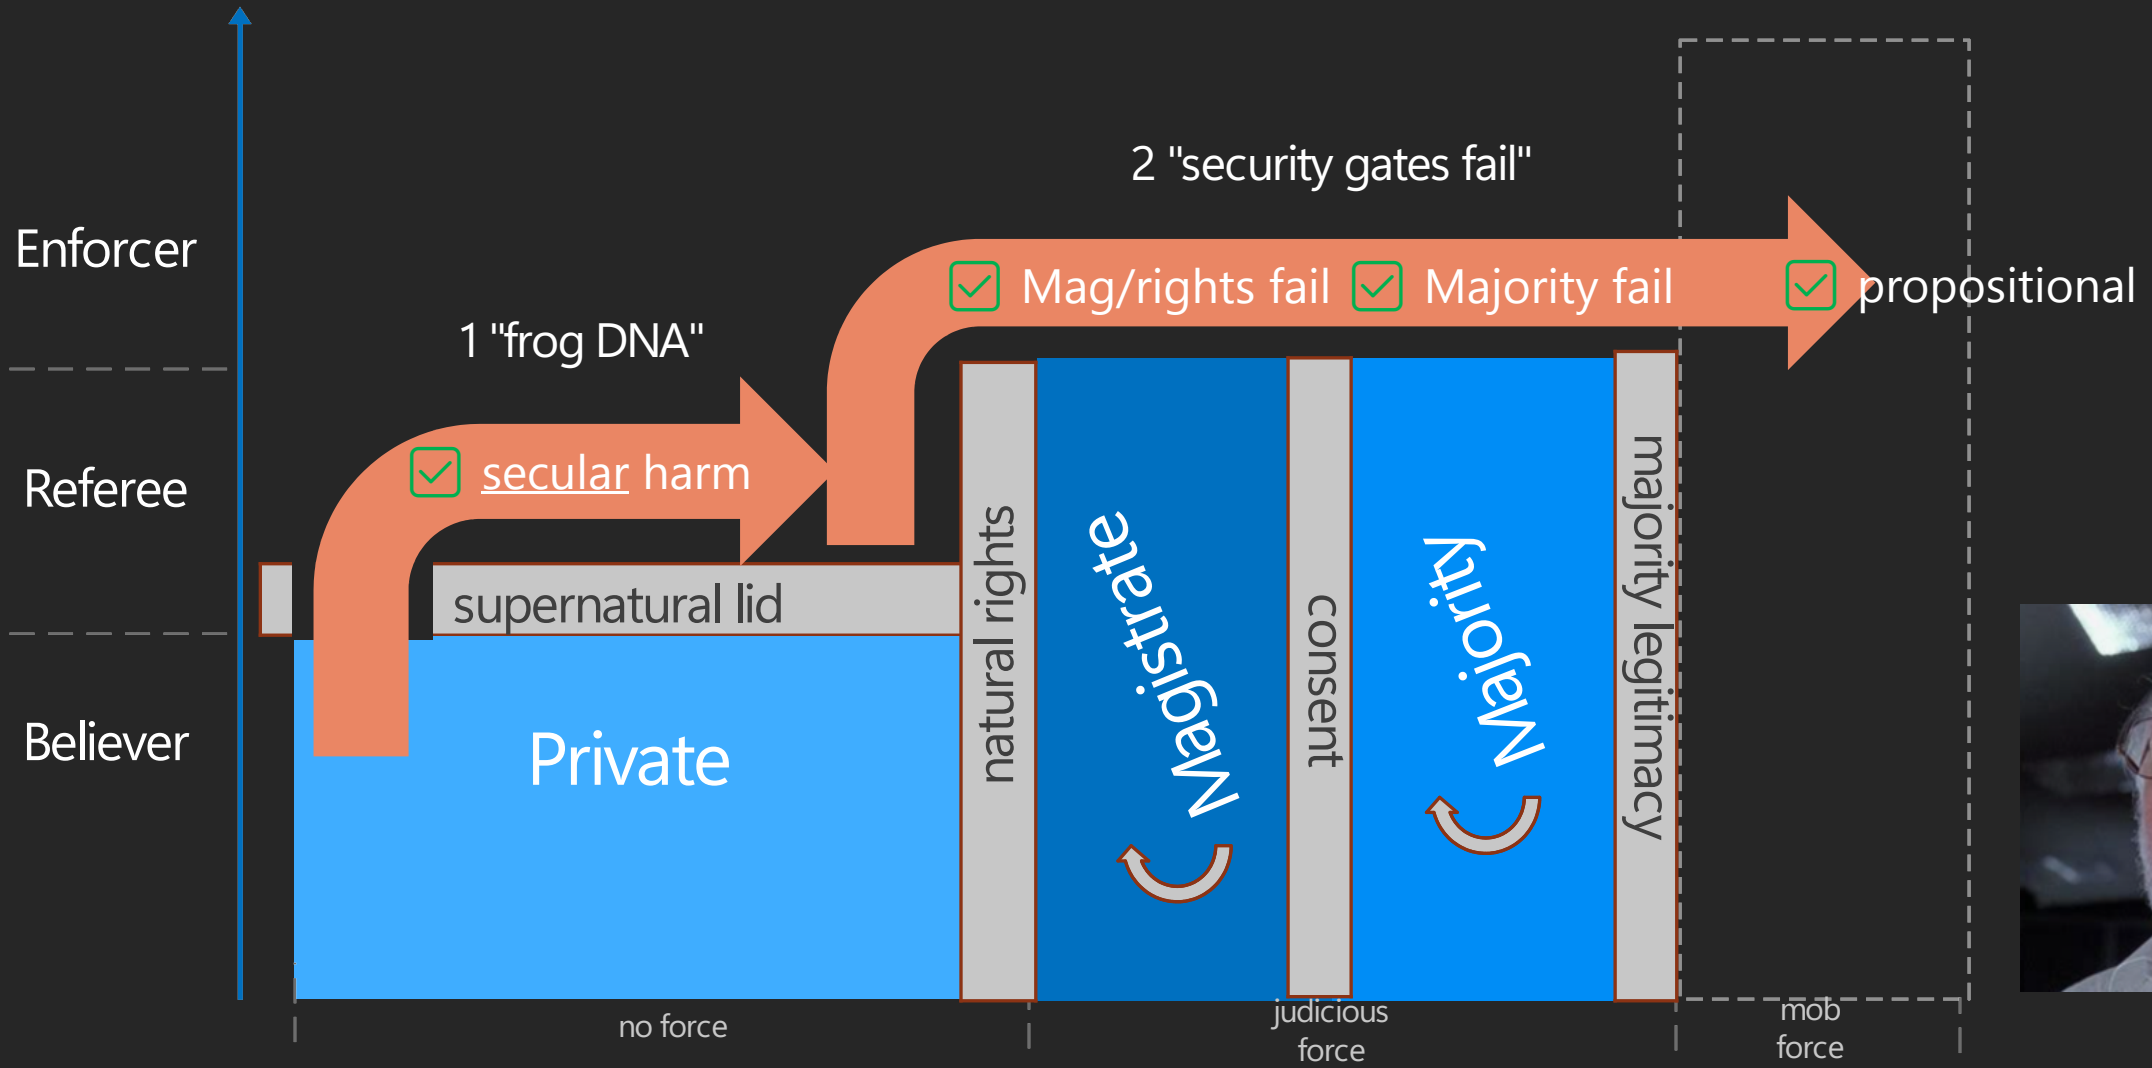 2 "security gates fail"
Enforcer
Mag/rights fail
Majority fail
propositional
1 "frog DNA"
Referee
secular harm
supernatural lid
natural rights
Magistrate
consent
Majority
majority legitimacy
Believer
Private
no force
judicious
force
mob
force